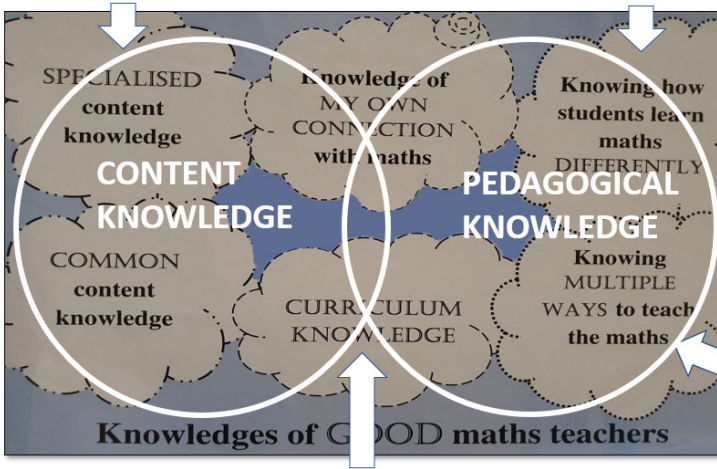 SPECIALISED
content
knowledge
Knowledge of
MY OWN
CONNECTION
with maths
Knowing how
students learn
maths
DIFFERENTLY
CONTENT
KNOWLEDGE
PEDAGOGICAL
KNOWLEDGE
COMMON
content
knowledge
CURRICULUM
KNOWLEDGE
Knowing
MULTIPLE
WAYS to teach
the maths
Knowledges of GOOD maths teachers